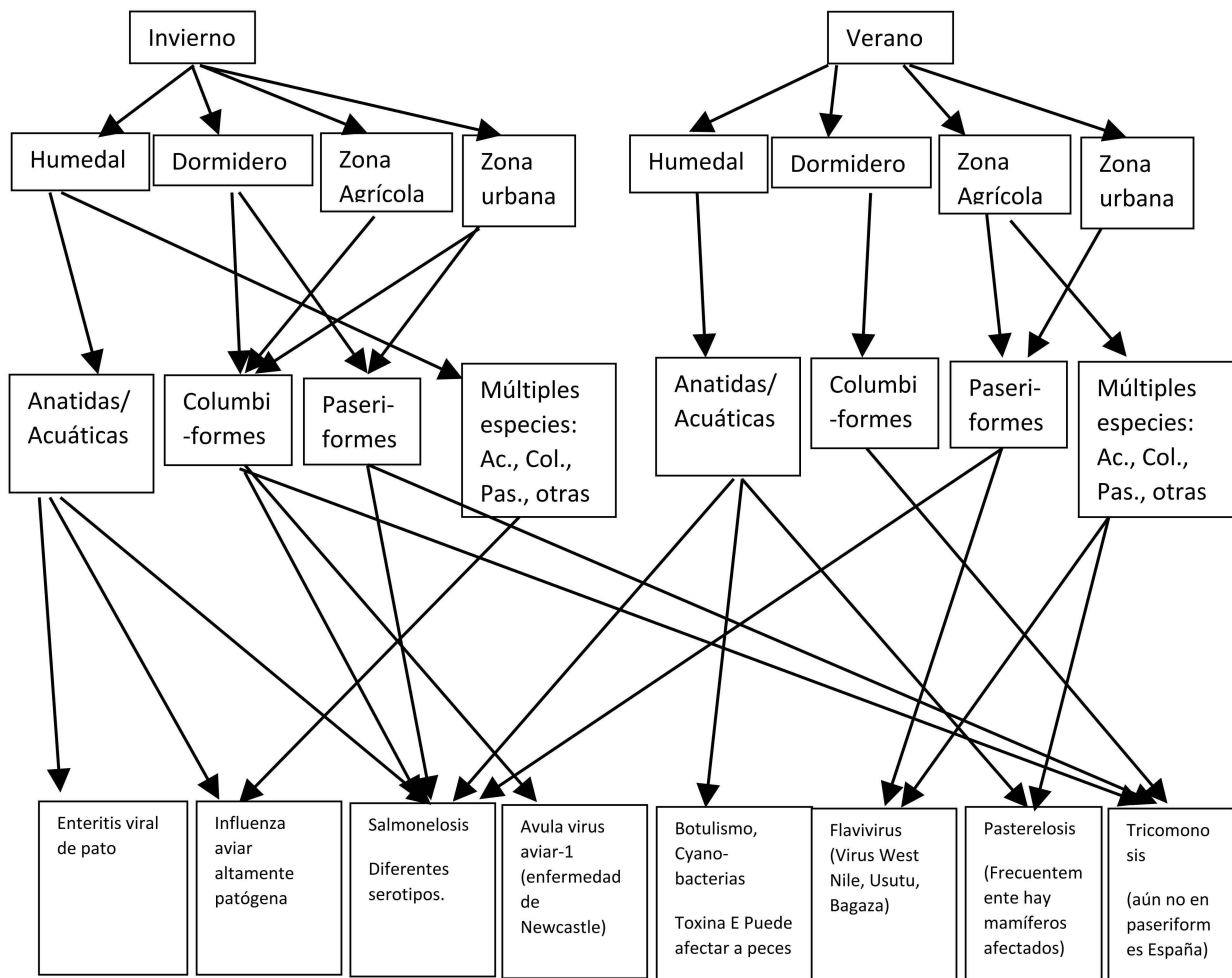 Invierno
Verano
Humedal
Dormidero
Zona
Agrícola
Zona
urbana
Humedal
Dormidero
Zona
Agrícola
Zona
urbana
Anatidas/
Acuáticas
Columbi
-formes
Paseri-
formes
Múltiples
especies:
Ac., Col.,
Pas., otras
Anatidas/
Acuáticas
Columbi
-formes
Paseri-
formes
Múltiples
especies:
Ac., Col.,
Pas., otras
Enteritis viral
de pato
Influenza
aviar
altamente
patógena
Salmonelosis
Diferentes
serotipos.
Avula virus
aviar-1
(enfermedad
de
Newcastle)
Botulismo,
Cyano-
bacterias
Toxina E Puede
afectar a peces
Flavivirus
(Virus West
Nile, Usutu,
Bagaza)
Pasterelosis
(Frecuentem
ente hay
mamíferos
afectados)
Tricomono
sis
(aún no en
paseriform
es España)